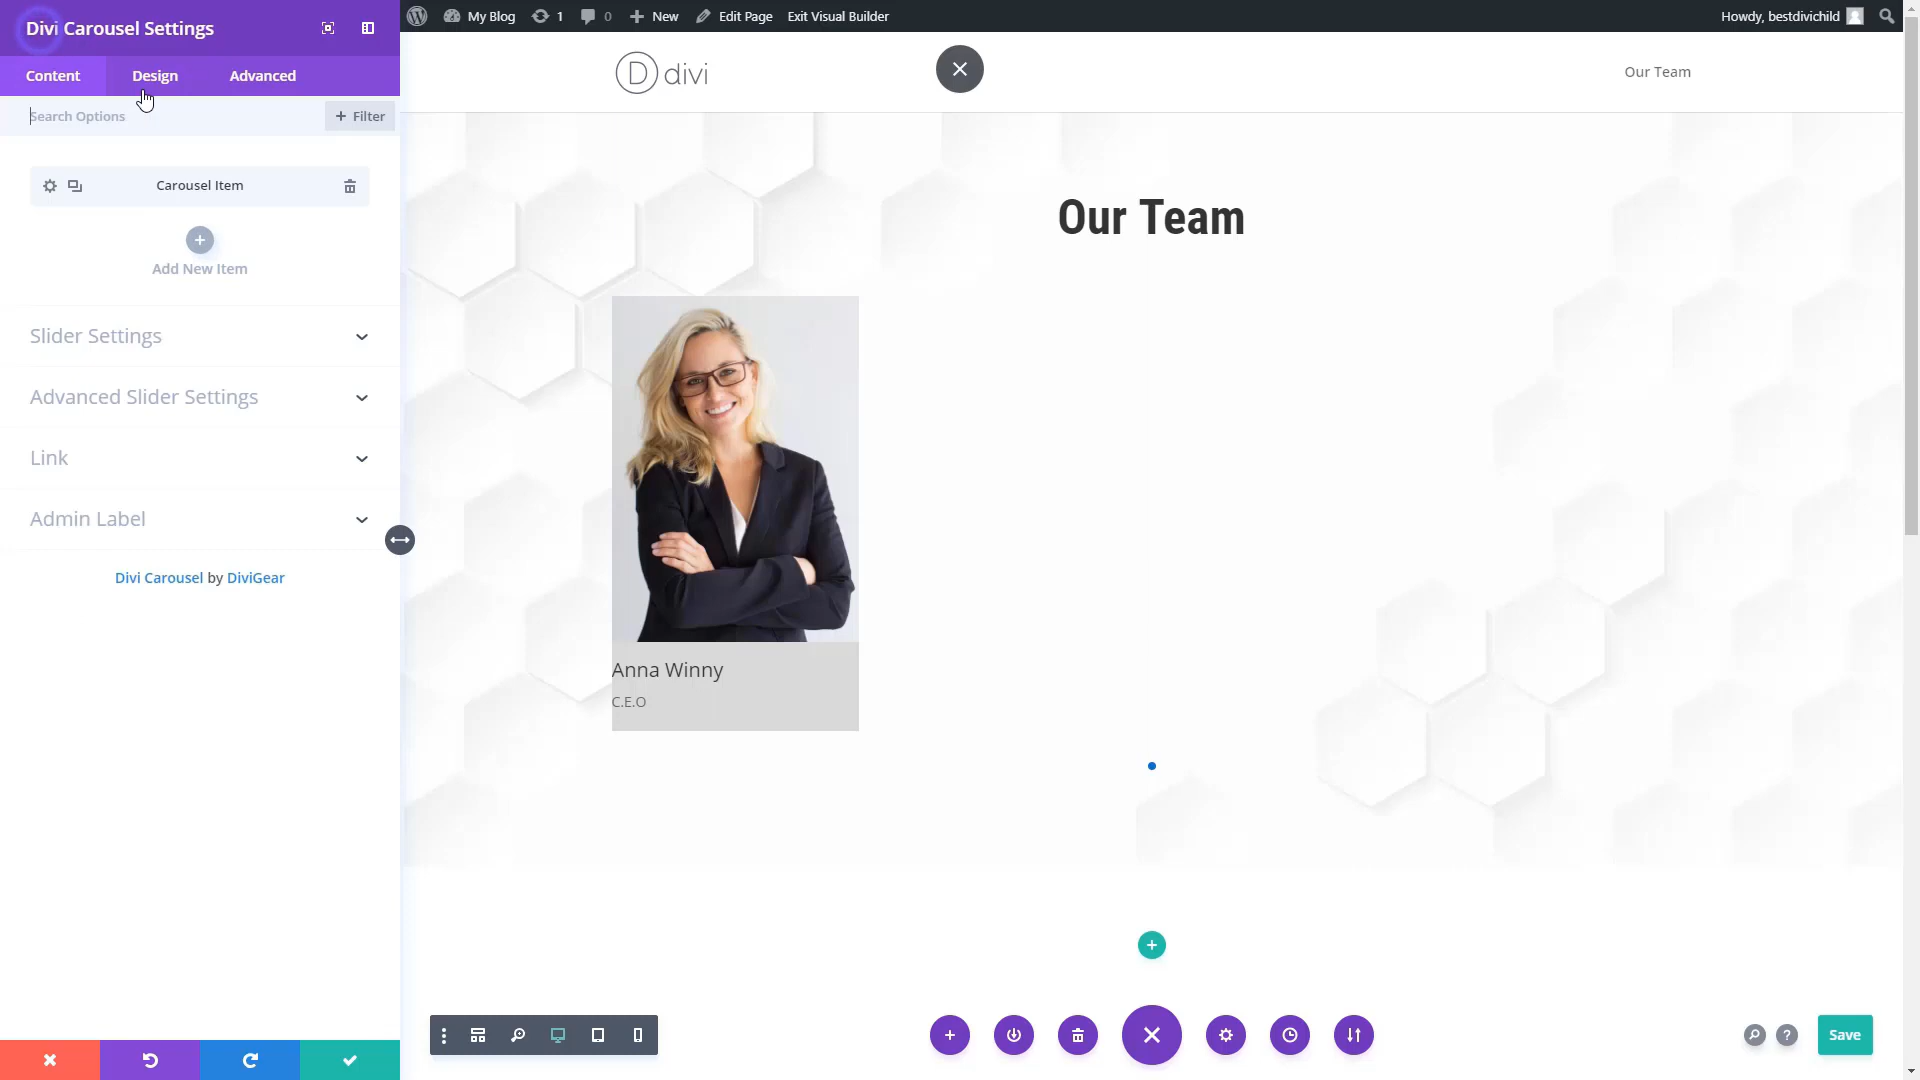 Divi Carousel Settings
Content
Design
Advanced
Search Options
+ Filter
Carousel Item
Add New Item
Slider Settings
Advanced Slider Settings
Link
Admin Label
Divi Carousel by DiviGear
My Blog
1
0
New
Edit Page
Exit Visual Builder
Howdy, bestdivichild
D divi
Our Team
Our Team
Anna Winny
C.E.O
?
Save